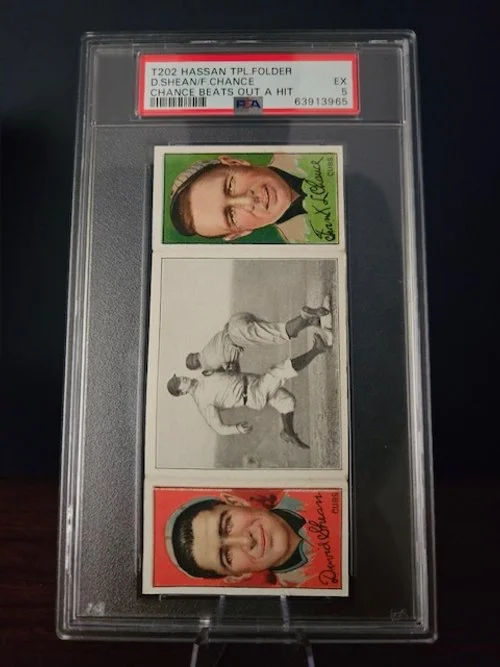 T202 HASSAN TPL.FOLDER
D.SHEAN/F.CHANCE EX
CHANCE BEATS OUT A HIT 5
PSA 63913965
Frank L Chance
CUBS
David Shean
CUBS